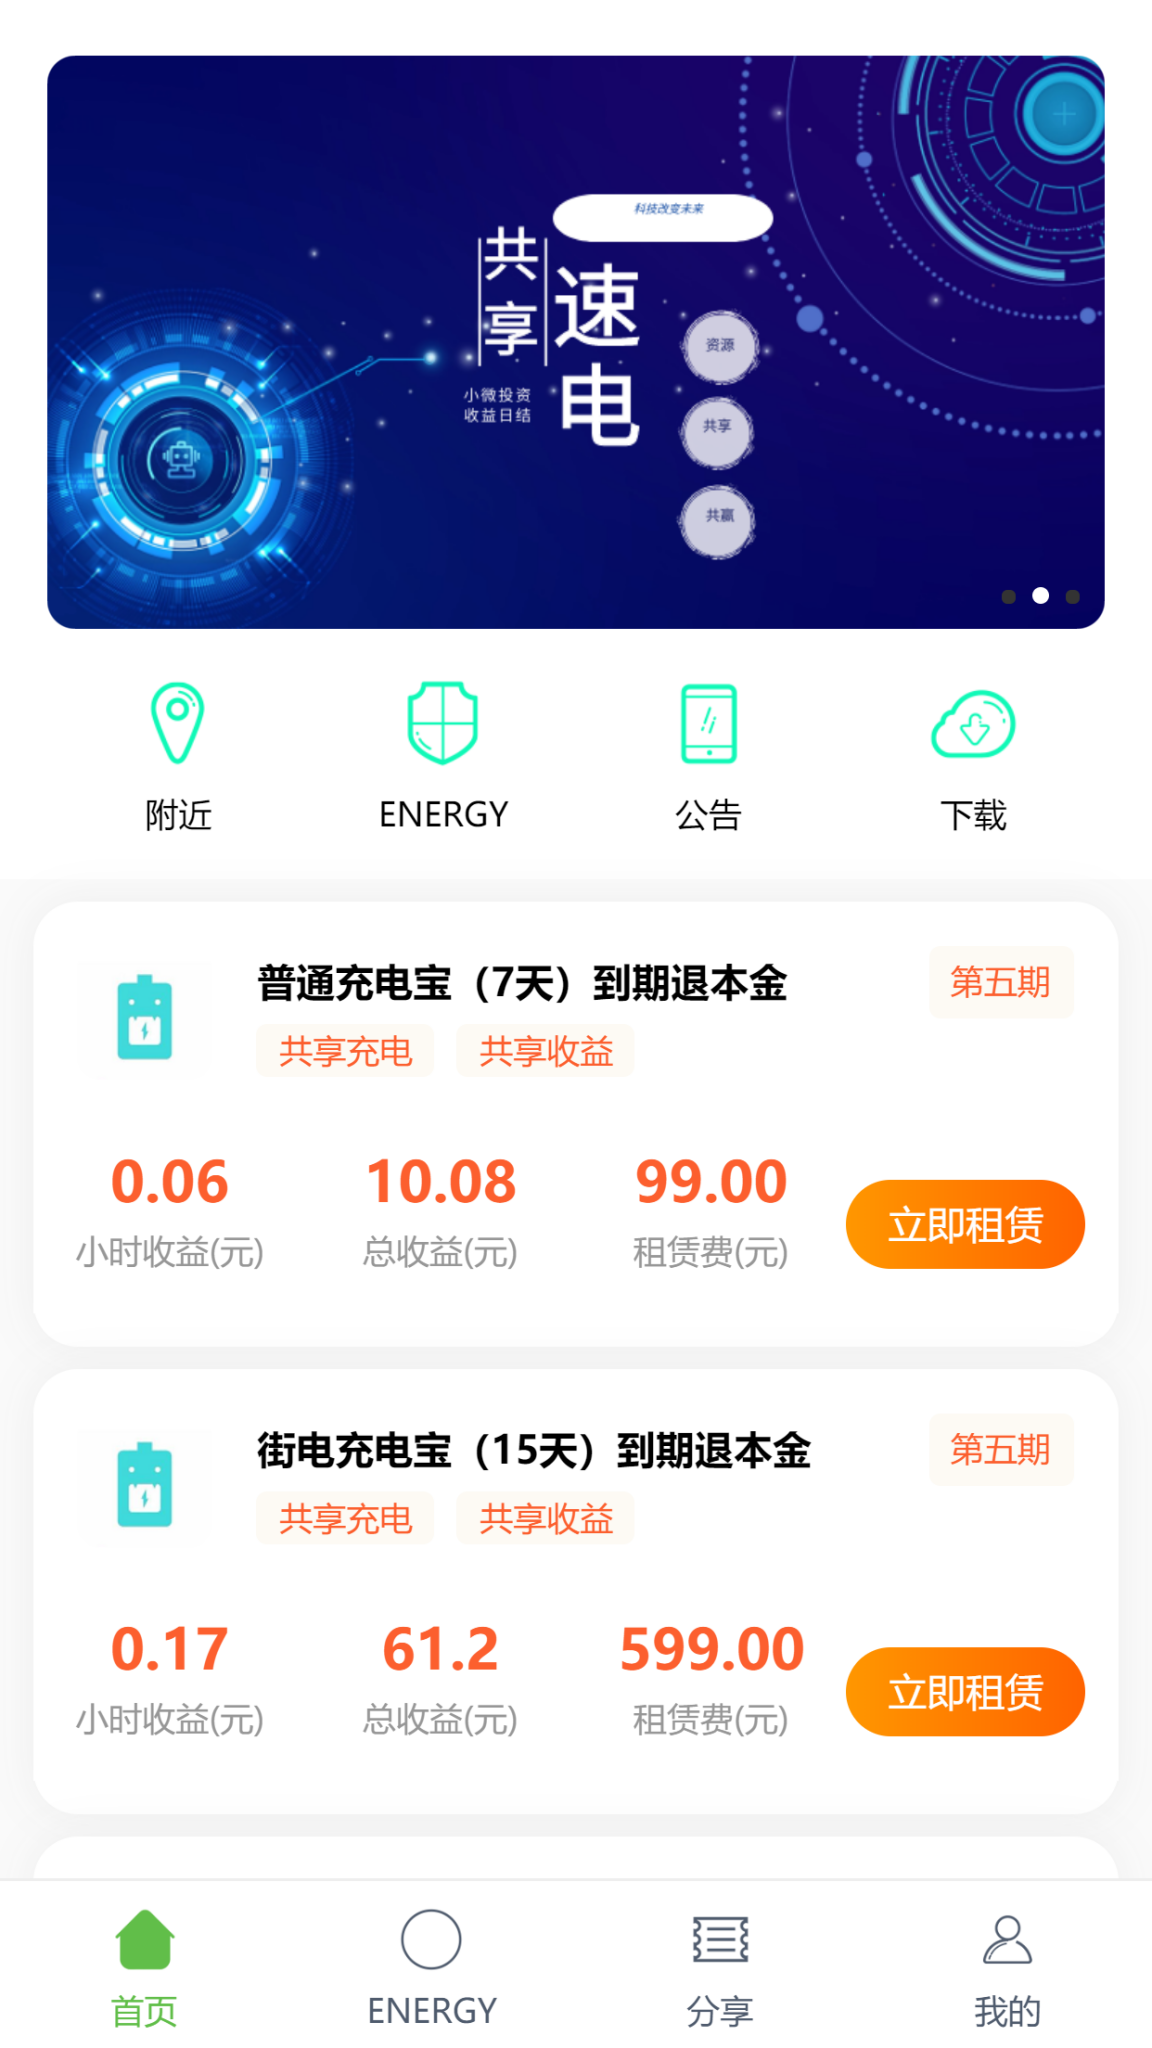 科技改变未来
共享
速电
小微投资
收益日结
资源
共享
共赢
附近
ENERGY
公告
下载
普通充电宝（7天）到期退本金
第五期
共享充电
共享收益
0.06
10.08
99.00
小时收益(元)
总收益(元)
租赁费(元)
立即租赁
街电充电宝（15天）到期退本金
第五期
共享充电
共享收益
0.17
61.2
599.00
小时收益(元)
总收益(元)
租赁费(元)
立即租赁
首页
ENERGY
分享
我的